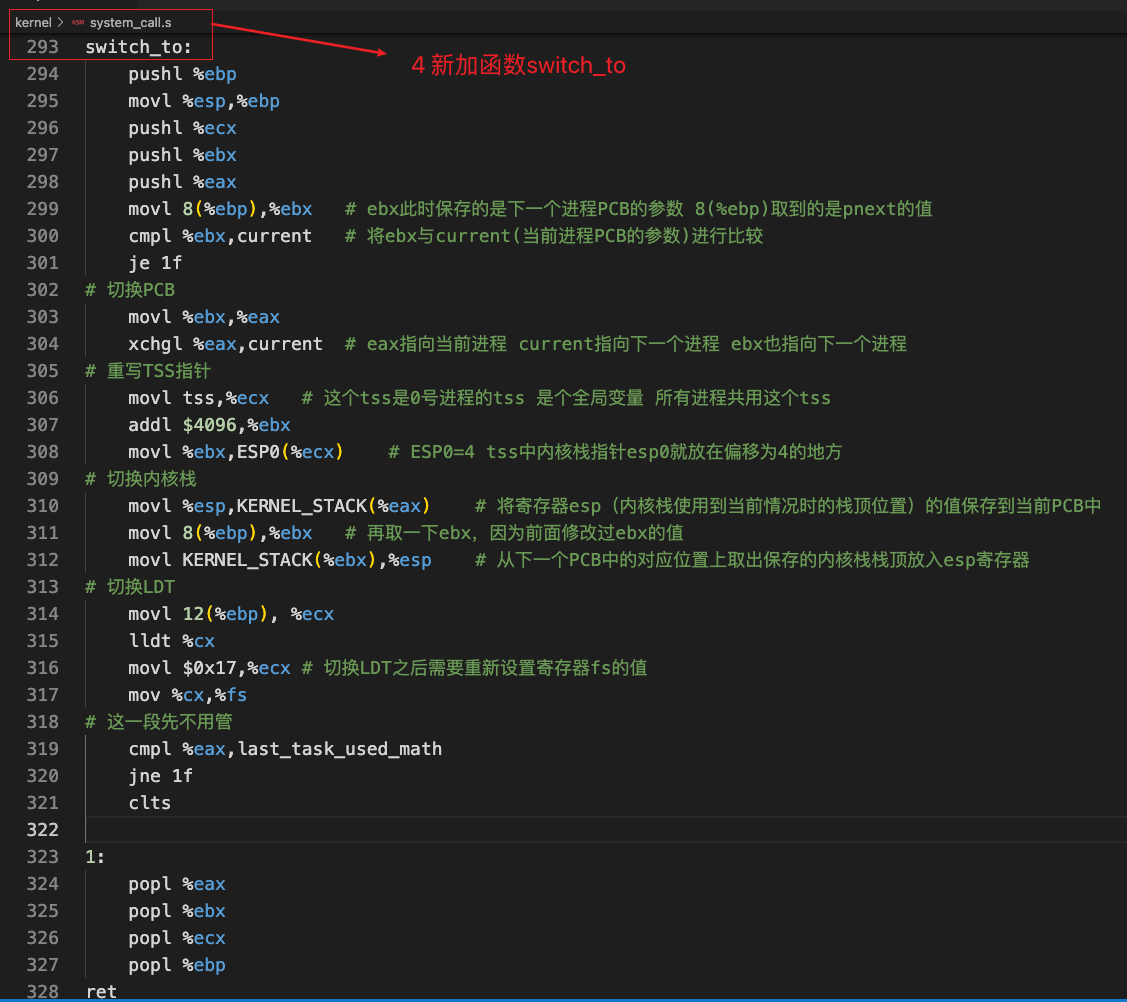 kernel > ASM system_call.s
293 switch_to:
4 新加函数switch_to
294 pushl %ebp
295 movl %esp,%ebp
296 pushl %ecx
297 pushl %ebx
298 pushl %eax
299 movl 8(%ebp),%ebx # ebx此时保存的是下一个进程PCB的参数 8(%ebp)取到的是pnext的值
300 cmpl %ebx,current # 将ebx与current(当前进程PCB的参数)进行比较
301 je 1f
302 # 切换PCB
303 movl %ebx,%eax
304 xchgl %eax,current # eax指向当前进程 current指向下一个进程 ebx也指向下一个进程
305 # 重写TSS指针
306 movl tss,%ecx # 这个tss是0号进程的tss 是个全局变量 所有进程共用这个tss
307 addl $4096,%ebx
308 movl %ebx,ESP0(%ecx) # ESP0=4 tss中内核栈指针esp0就放在偏移为4的地方
309 # 切换内核栈
310 movl %esp,KERNEL_STACK(%eax) # 将寄存器esp（内核栈使用到当前情况时的栈顶位置）的值保存到当前PCB中
311 movl 8(%ebp),%ebx # 再取一下ebx，因为前面修改过ebx的值
312 movl KERNEL_STACK(%ebx),%esp # 从下一个PCB中的对应位置上取出保存的内核栈栈顶放入esp寄存器
313 # 切换LDT
314 movl 12(%ebp), %ecx
315 lldt %cx
316 movl $0x17,%ecx # 切换LDT之后需要重新设置寄存器fs的值
317 mov %cx,%fs
318 # 这一段先不用管
319 cmpl %eax,last_task_used_math
320 jne 1f
321 clts
322
323 1:
324 popl %eax
325 popl %ebx
326 popl %ecx
327 popl %ebp
328 ret